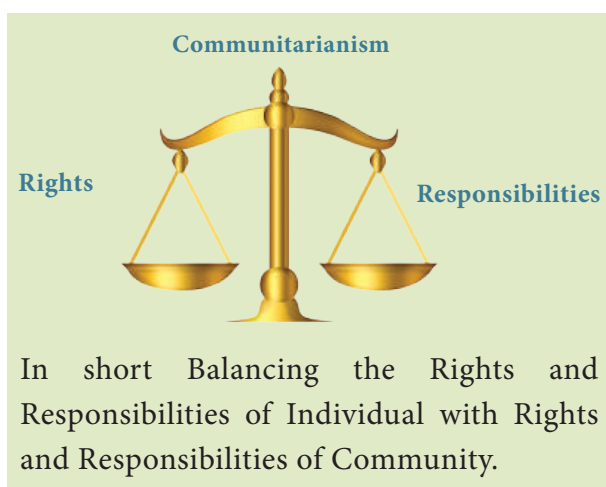 Communitarianism
Rights
Responsibilities
In short Balancing the Rights and
Responsibilities of Individual with Rights
and Responsibilities of Community.